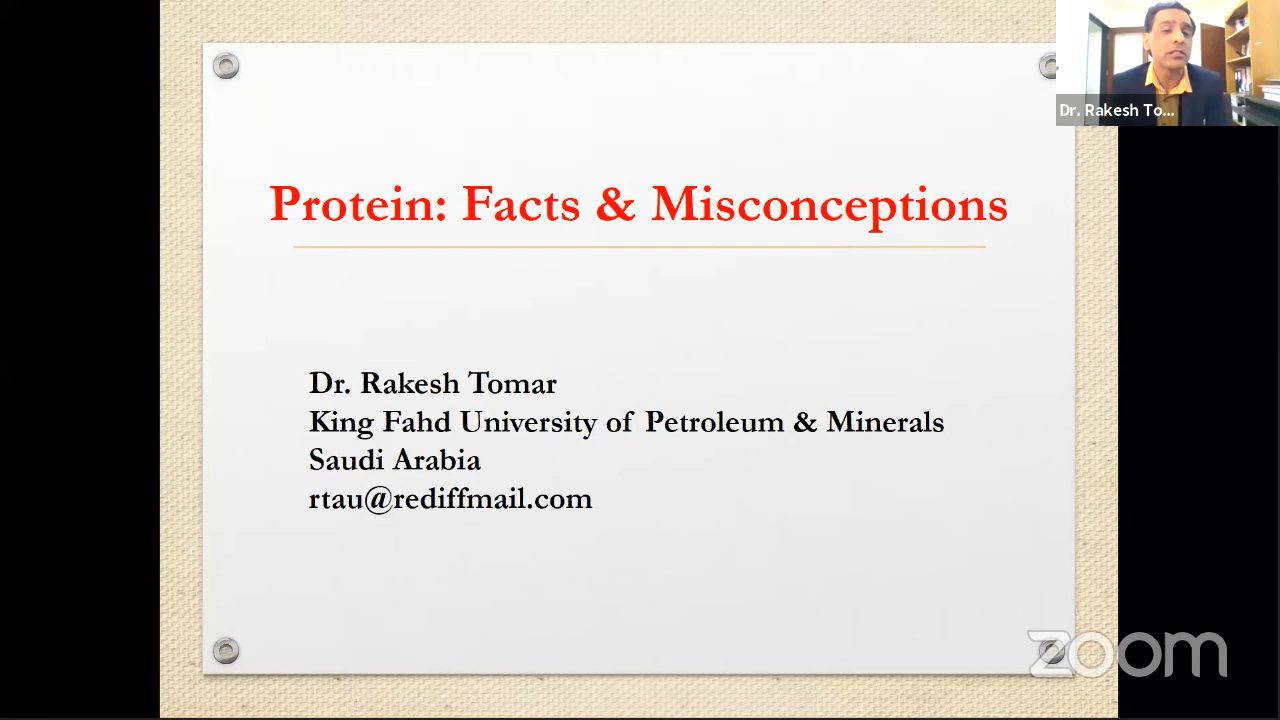 Dr. Rakesh To...
Protein: Facts & Misconceptions
Dr. Rakesh Tomar
King Fahd University of Petroleum & Minerals
Saudi Arabia
rtau@rediffmail.com
zoom